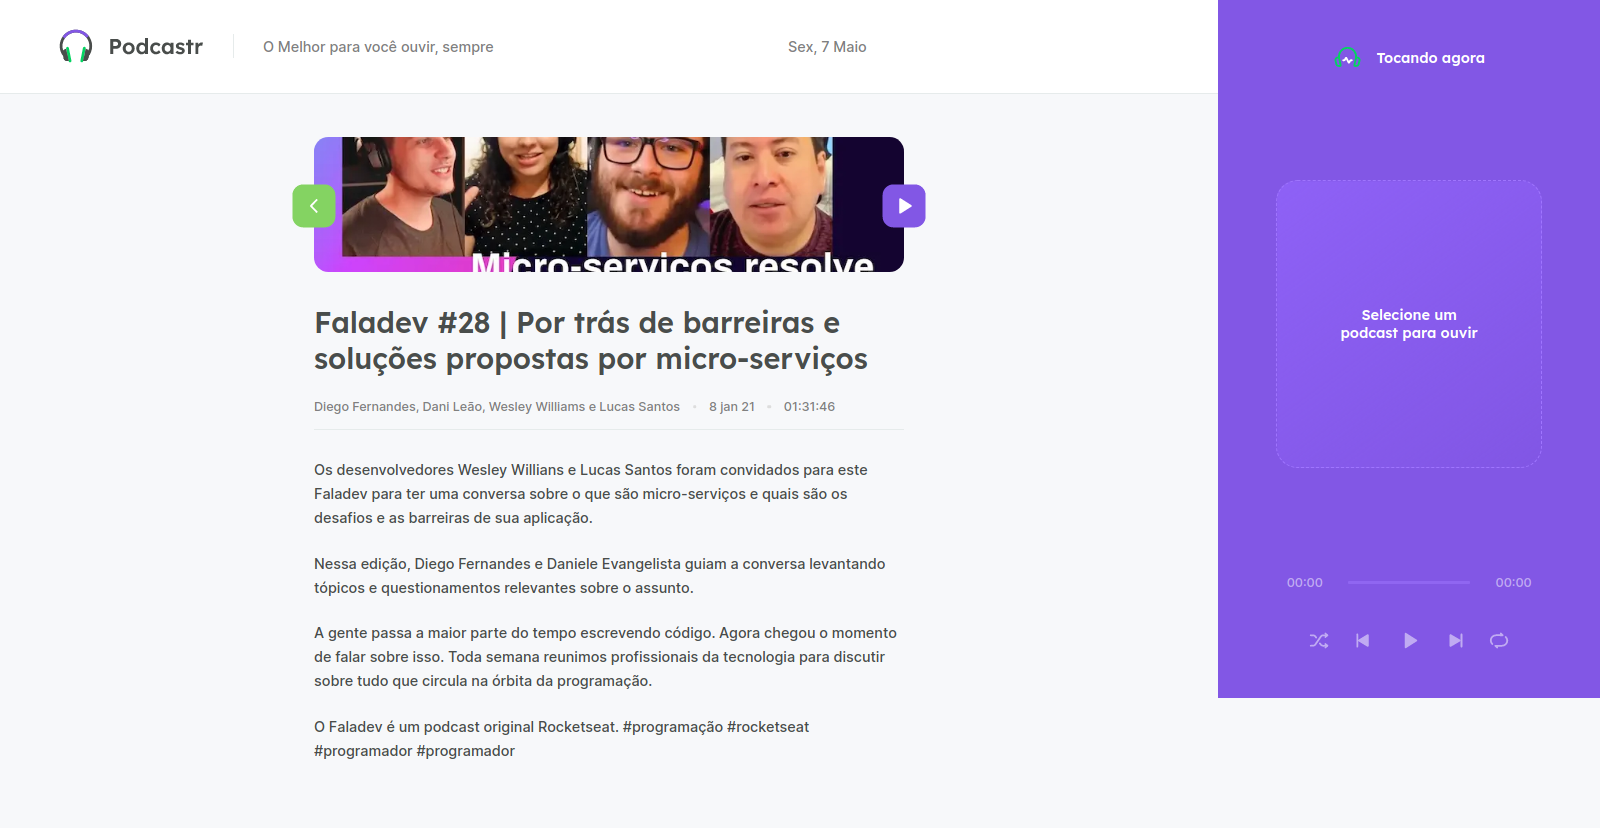 Podcastr
O Melhor para você ouvir, sempre
Sex, 7 Maio
Tocando agora
Micro-serviços resolve
Faladev #28 | Por trás de barreiras e
soluções propostas por micro-serviços
Diego Fernandes, Dani Leão, Wesley Williams e Lucas Santos
8 jan 21
01:31:46
Os desenvolvedores Wesley Willians e Lucas Santos foram convidados para este
Faladev para ter uma conversa sobre o que são micro-serviços e quais são os
desafios e as barreiras de sua aplicação.
Nessa edição, Diego Fernandes e Daniele Evangelista guiam a conversa levantando
tópicos e questionamentos relevantes sobre o assunto.
A gente passa a maior parte do tempo escrevendo código. Agora chegou o momento
de falar sobre isso. Toda semana reunimos profissionais da tecnologia para discutir
sobre tudo que circula na órbita da programação.
O Faladev é um podcast original Rocketseat. #programação #rocketseat
#programador #programador
Selecione um
podcast para ouvir
00:00
00:00